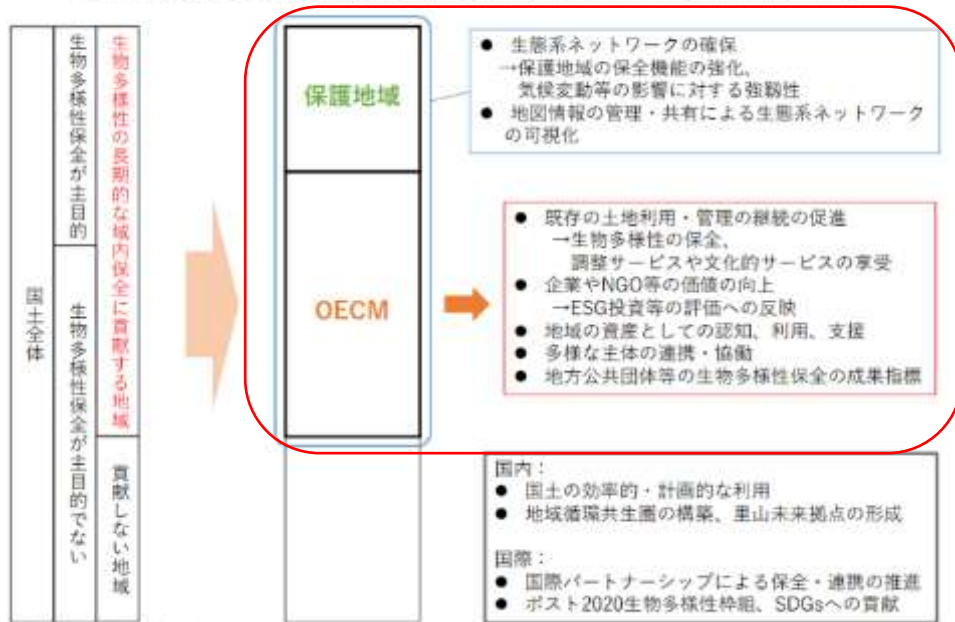 国土全体
生物多様性保全が主目的
生物多様性保全が主目的でない
生物多様性の長期的な域内保全に貢献する地域
貢献しない地域
保護地域
OECM
● 生態系ネットワークの確保
→保護地域の保全機能の強化、
気候変動等の影響に対する強靱性
● 地図情報の管理・共有による生態系ネットワーク
の可視化
● 既存の土地利用・管理の継続の促進
→生物多様性の保全、
調整サービスや文化的サービスの享受
● 企業やNGO等の価値の向上
→ESG投資等の評価への反映
● 地域の資産としての認知、利用、支援
● 多様な主体の連携・協働
● 地方公共団体等の生物多様性保全の成果指標
国内：
● 国土の効率的・計画的な利用
● 地域循環共生圏の構築、里山未来拠点の形成
国際：
● 国際パートナーシップによる保全・連携の推進
● ポスト2020生物多様性枠組、SDGsへの貢献